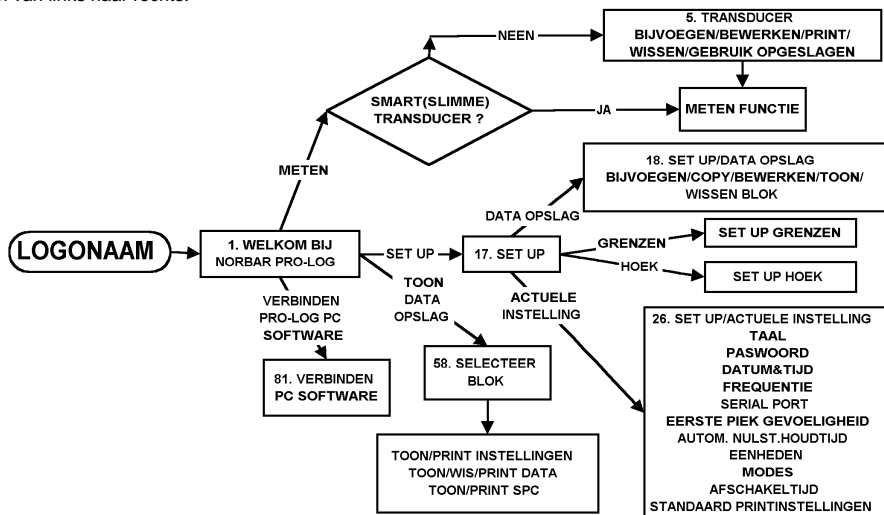 van links naar rechts.
NEEN
5. TRANSDUCER
BIJVOEGEN/BEWERKEN/PRINT/
WISSEN/GEBRUIK OPGESLAGEN
SMART(SLIMME)
TRANSDUCER ?
JA
METEN FUNCTIE
METEN
18. SET UP/DATA OPSLAG
BIJVOEGEN/COPY/BEWERKEN/TOON/
WISSEN BLOK
DATA OPSLAG
LOGONAAM
1. WELKOM BIJ
NORBAR PRO-LOG
SET UP
17. SET UP
GRENZEN
SET UP GRENZEN
HOEK
SET UP HOEK
TOON
DATA
OPSLAG
ACTUELE
INSTELLING
VERBINDEN
PRO-LOG PC
SOFTWARE
81. VERBINDEN
PC SOFTWARE
58. SELECTEER
BLOK
26. SET UP/ACTUELE INSTELLING
TAAL
PASWOORD
DATUM&TIJD
FREQUENTIE
SERIAL PORT
EERSTE PIEK GEVOELIGHEID
AUTOM. NULST.HOUDTIJD
EENHEDEN
MODES
AFSCHAKELTIJD
STANDAARD PRINTINSTELLINGEN
TOON/PRINT INSTELLINGEN
TOON/WIS/PRINT DATA
TOON/PRINT SPC